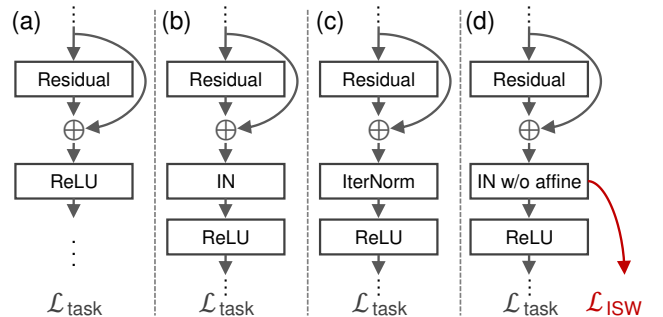 (a) (b) (c) (d)
Residual Residual Residual Residual
ReLU IN IterNorm IN w/o affine
ReLU ReLU ReLU
ℒtask ℒtask ℒtask ℒtask ℒISW